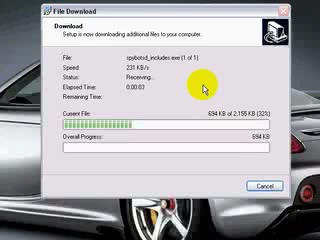 File Download
Download
Setup is now downloading additional files to your computer.
File: spybotsd_includes.exe (1 of 1)
Speed: 231 KB/s
Status: Receiving...
Elapsed Time: 0:00:03
Remaining Time:
Current File: 694 KB of 2,155 KB (32%)
Overall Progress: 694 KB
Cancel